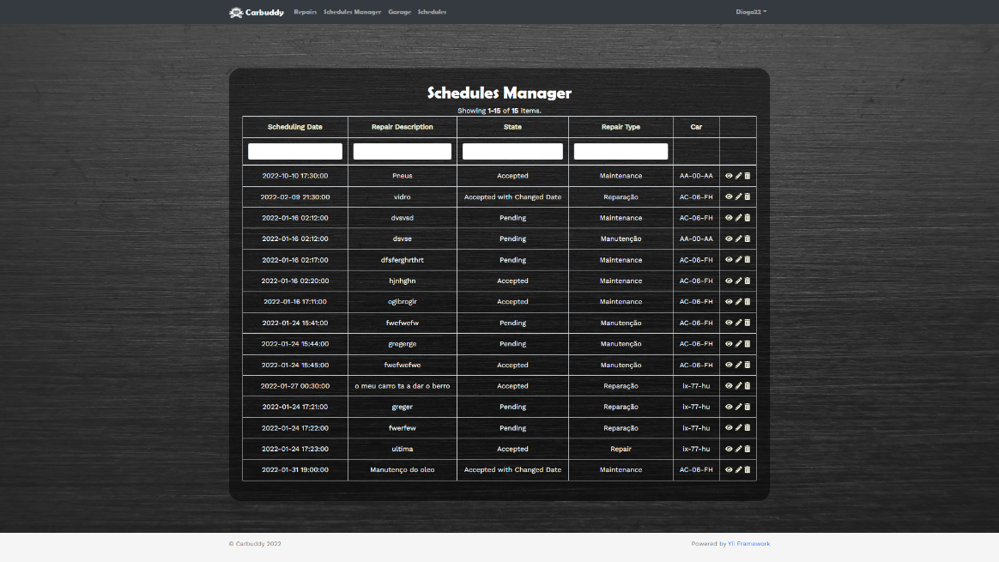 Carbuddy Repairs Schedules Manager Garage Schedules Diogo22
Schedules Manager
Showing 1-15 of 15 items.
Scheduling Date Repair Description State Repair Type Car
2022-10-10 17:30:00 Pneus Accepted Maintenance AA-00-AA
2022-02-09 21:30:00 vidro Accepted with Changed Date Reparação AC-06-FH
2022-01-16 02:12:00 dvsvsd Pending Maintenance AC-06-FH
2022-01-16 02:12:00 dsvse Pending Manutenção AA-00-AA
2022-01-16 02:17:00 dfsferghrthrt Pending Maintenance AC-06-FH
2022-01-16 02:20:00 hjnhghn Accepted Maintenance AC-06-FH
2022-01-16 17:11:00 ogibroglr Accepted Maintenance AC-06-FH
2022-01-24 15:41:00 fwefwefw Pending Manutenção AC-06-FH
2022-01-24 15:44:00 gregerge Pending Manutenção AC-06-FH
2022-01-24 15:45:00 fwefwefwe Accepted Manutenção AC-06-FH
2022-01-27 00:30:00 o meu carro ta a dar o berro Accepted Reparação ix-77-hu
2022-01-24 17:21:00 greger Pending Reparação ix-77-hu
2022-01-24 17:22:00 fwerfew Pending Reparação ix-77-hu
2022-01-24 17:23:00 ultima Accepted Repair ix-77-hu
2022-01-31 19:00:00 Manutenço do oleo Accepted with Changed Date Maintenance AC-06-FH
© Carbuddy 2022 Powered by Yii Framework